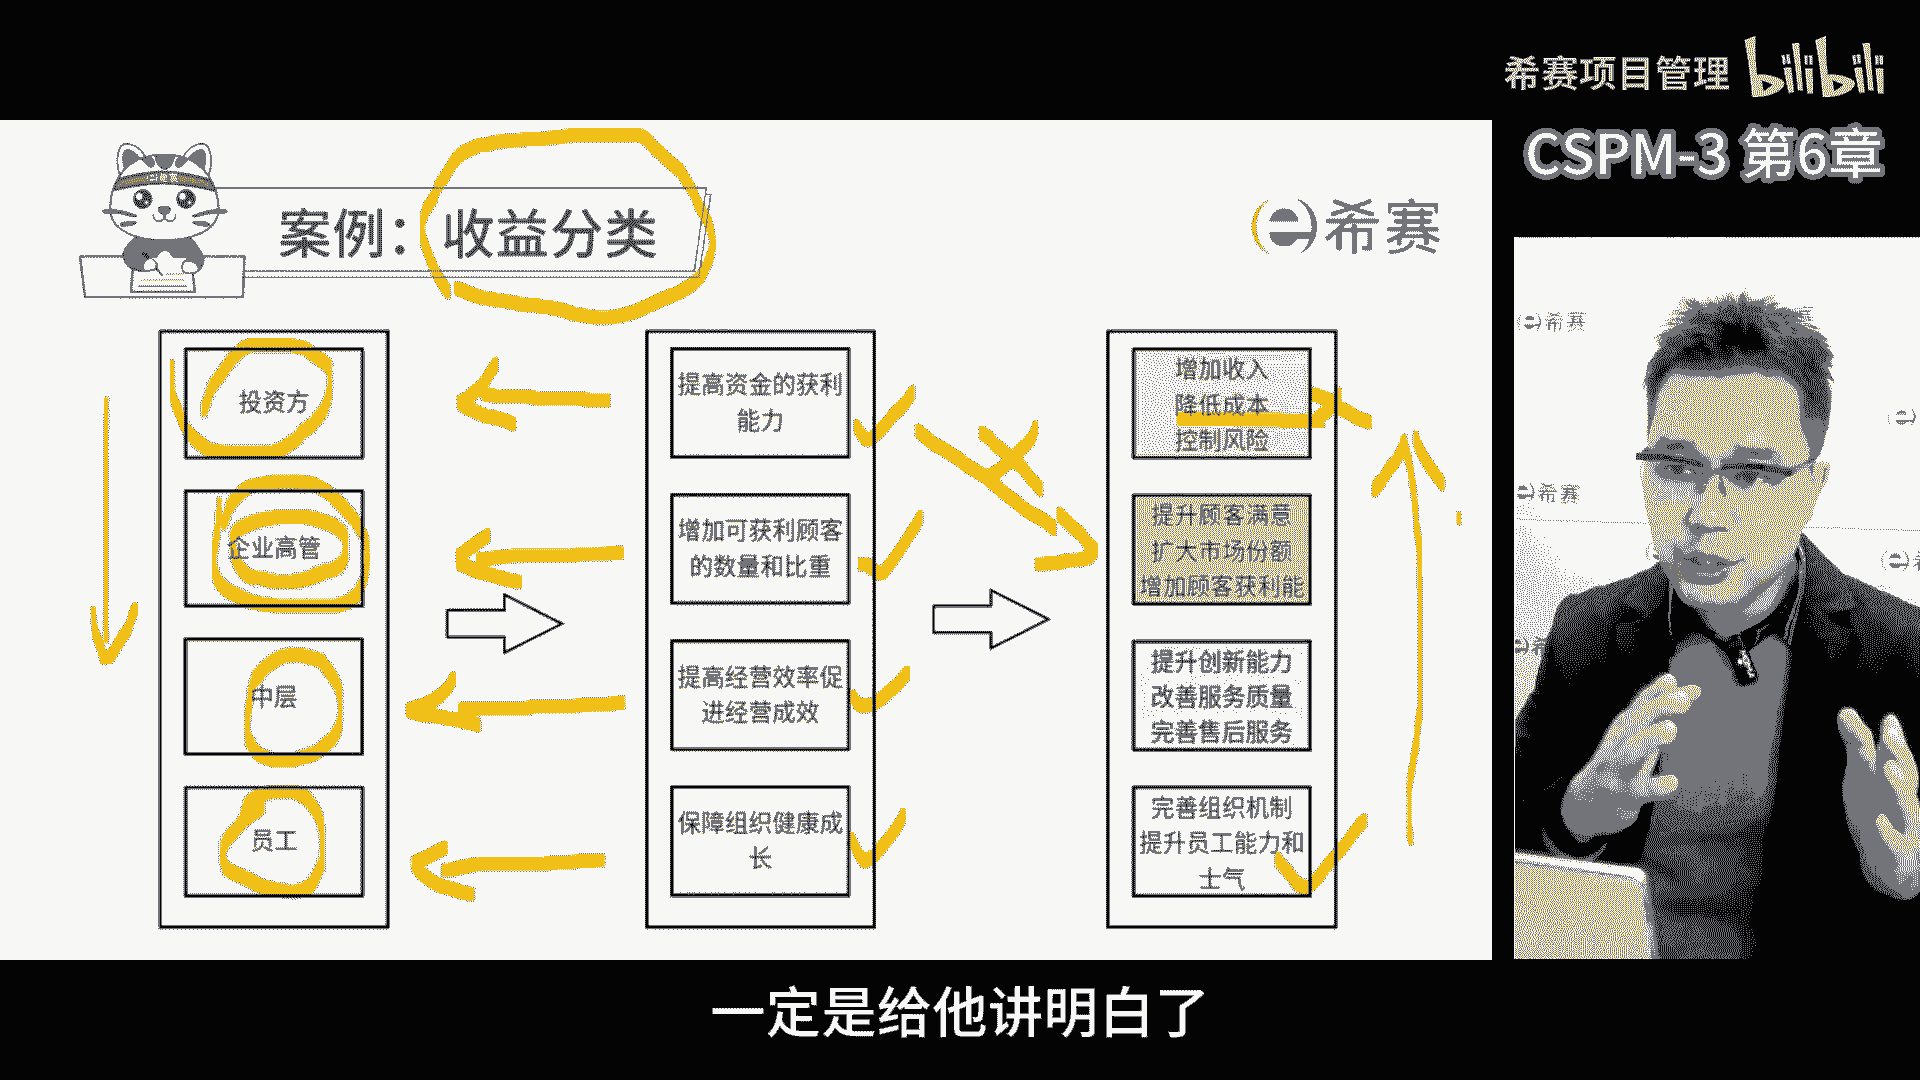 希赛项目管理 bilibili
CSPM-3 第6章
案例：收益分类
希赛
投资方
企业高管
中层
员工
提高资金的获利
能力
增加可获利顾客
的数量和比重
提高经营效率促
进经营成效
保障组织健康成
长
增加收入
降低成本
控制风险
提升顾客满意
扩大市场份额
增加顾客获利能
提升创新能力
改善服务质量
完善售后服务
完善组织机制
提升员工能力和
士气
希赛
希赛
一定是给他讲明白了